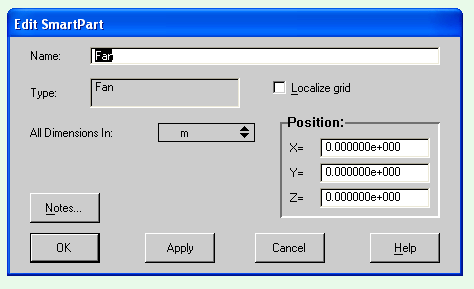 Edit SmartPart
Name: Fan
Type: Fan
Localize grid
All Dimensions In: m
Position:
X= 0.000000e+000
Y= 0.000000e+000
Z= 0.000000e+000
Notes...
OK Apply Cancel Help